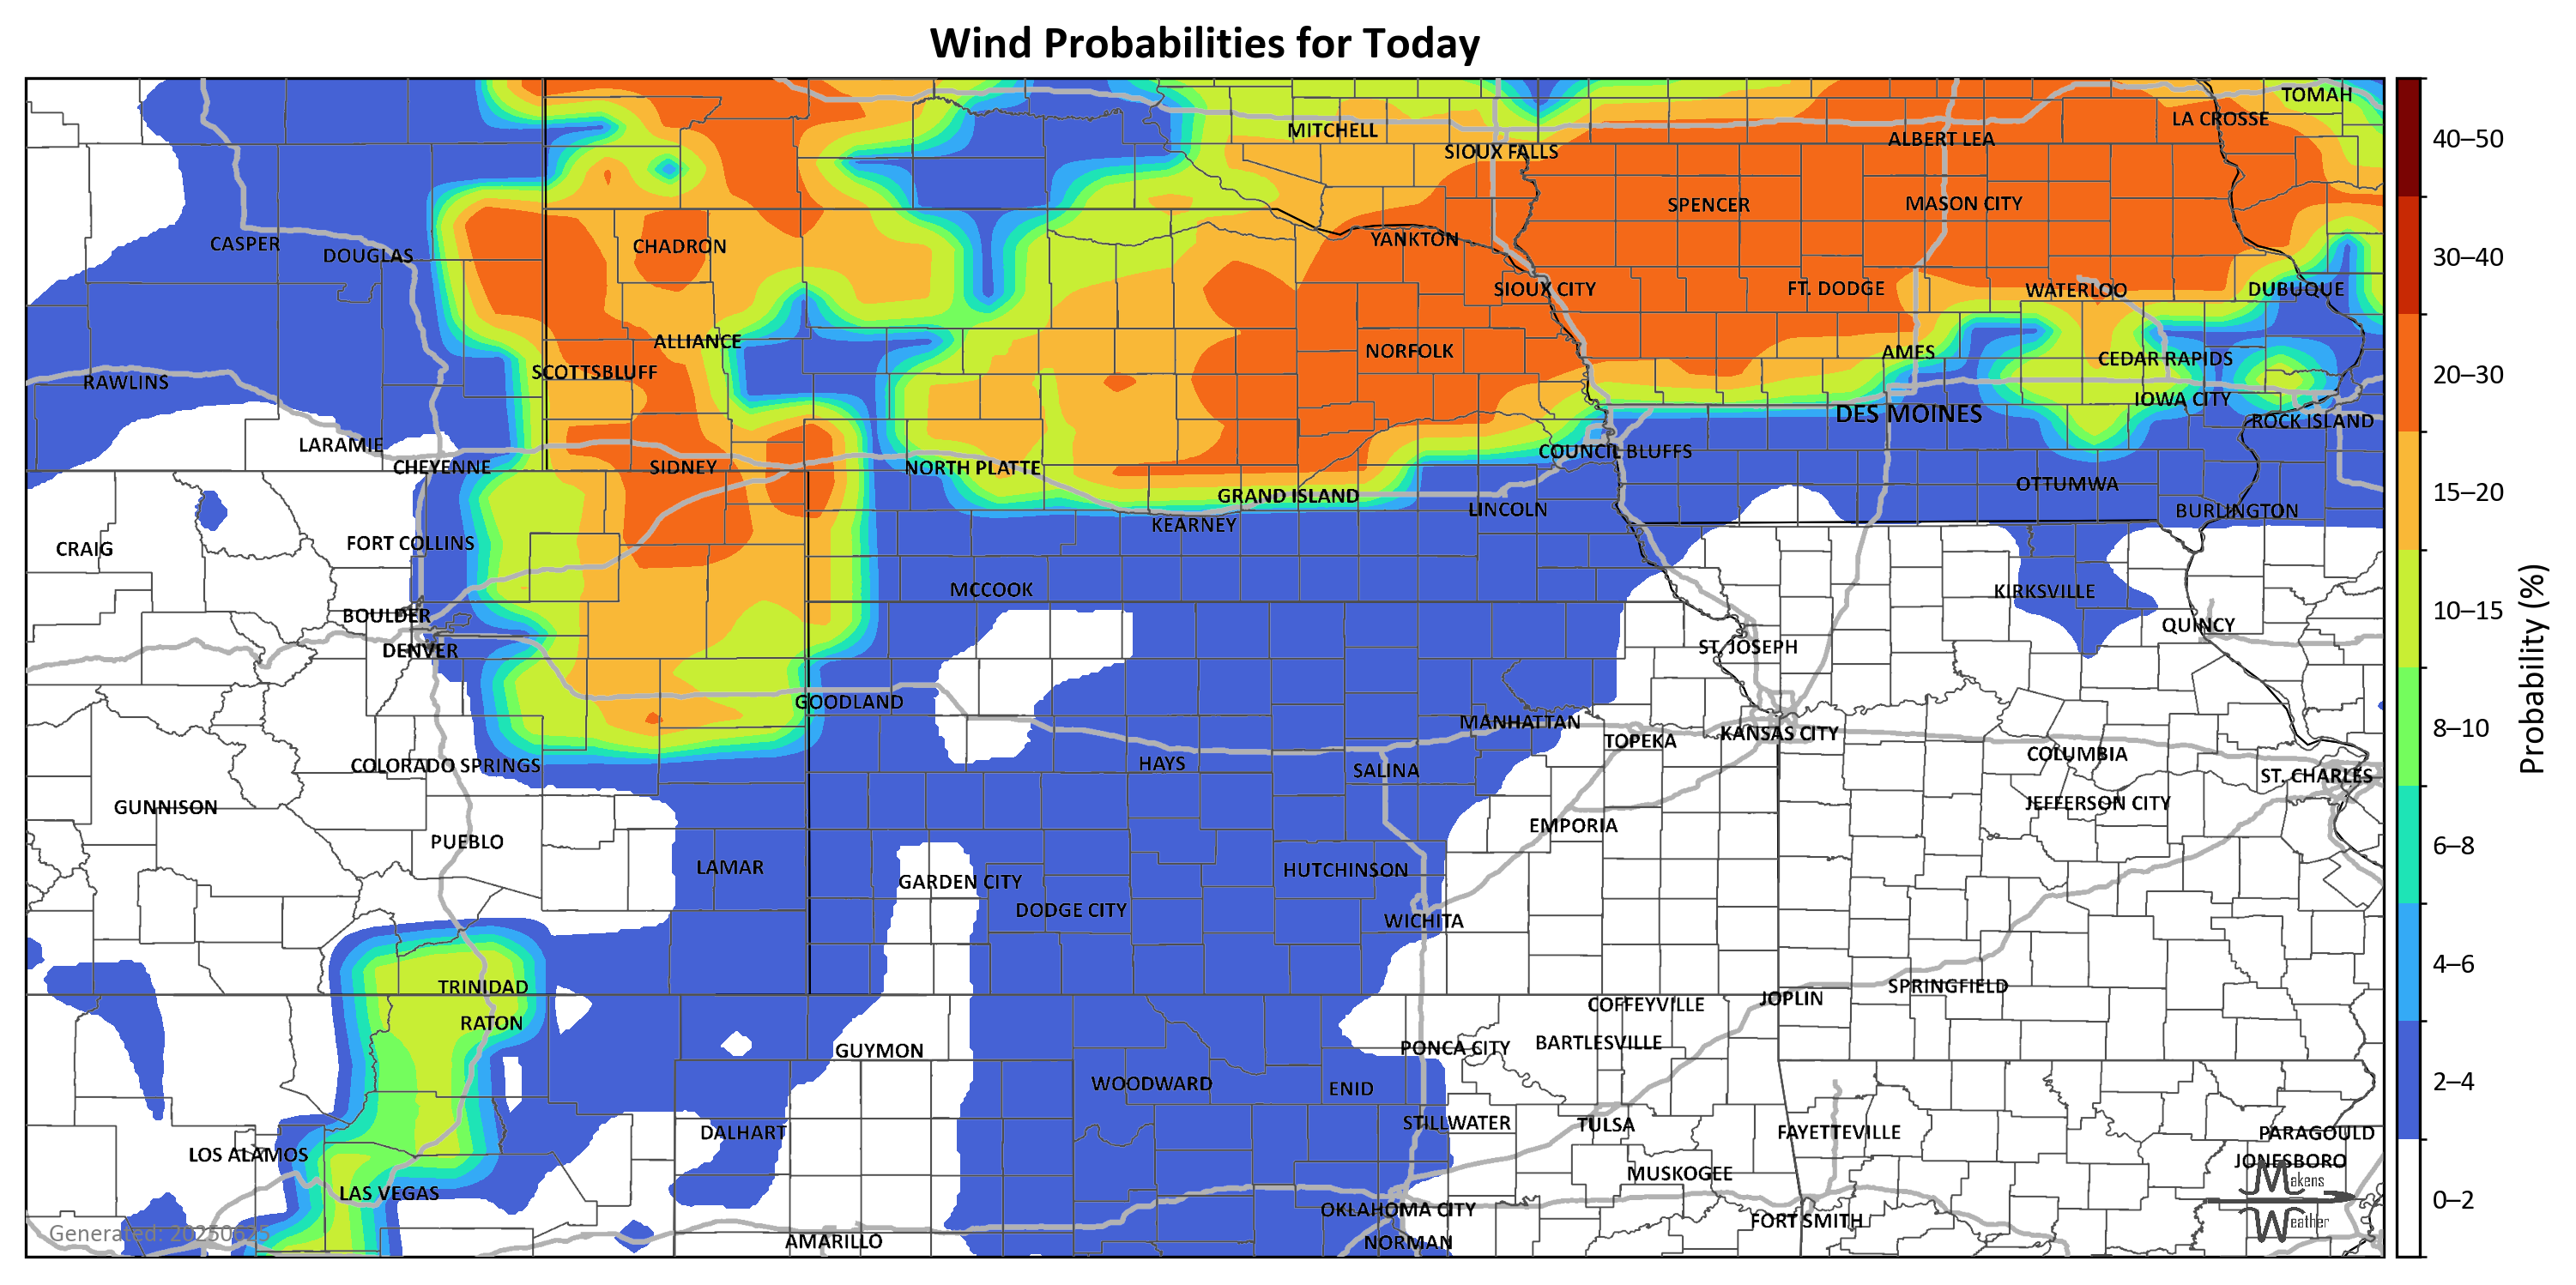 Wind Probabilities for Today
TOMAH
LA CROSSE
MITCHELL
ALBERT LEA
SIOUX FALLS
SPENCER
MASON CITY
CASPER
DOUGLAS
CHADRON
YANKTON
SIOUX CITY
FT. DODGE
WATERLOO
DUBUQUE
ALLIANCE
NORFOLK
AMES
CEDAR RAPIDS
RAWLINS
SCOTTSBLUFF
IOWA CITY
DES MOINES
ROCK ISLAND
LARAMIE
CHEYENNE
SIDNEY
NORTH PLATTE
COUNCIL BLUFFS
GRAND ISLAND
LINCOLN
OTTUMWA
BURLINGTON
KEARNEY
CRAIG
FORT COLLINS
MCCOOK
KIRKSVILLE
BOULDER
QUINCY
DENVER
ST. JOSEPH
GOODLAND
MANHATTAN
TOPEKA
KANSAS CITY
COLUMBIA
COLORADO SPRINGS
HAYS
SALINA
ST. CHARLES
GUNNISON
JEFFERSON CITY
PUEBLO
EMPORIA
LAMAR
GARDEN CITY
HUTCHINSON
DODGE CITY
WICHITA
TRINIDAD
SPRINGFIELD
JOPLIN
COFFEYVILLE
RATON
GUYMON
PONCA CITY
BARTLESVILLE
WOODWARD
ENID
STILLWATER
TULSA
DALHART
FAYETTEVILLE
PARAGOULD
LOS ALAMOS
JONESBORO
MUSKOGEE
LAS VEGAS
OKLAHOMA CITY
FORT SMITH
AMARILLO
NORMAN
Generated: 20250625
Makens
Weather
40–50
30–40
20–30
15–20
10–15
8–10
6–8
4–6
2–4
0–2
Probability (%)